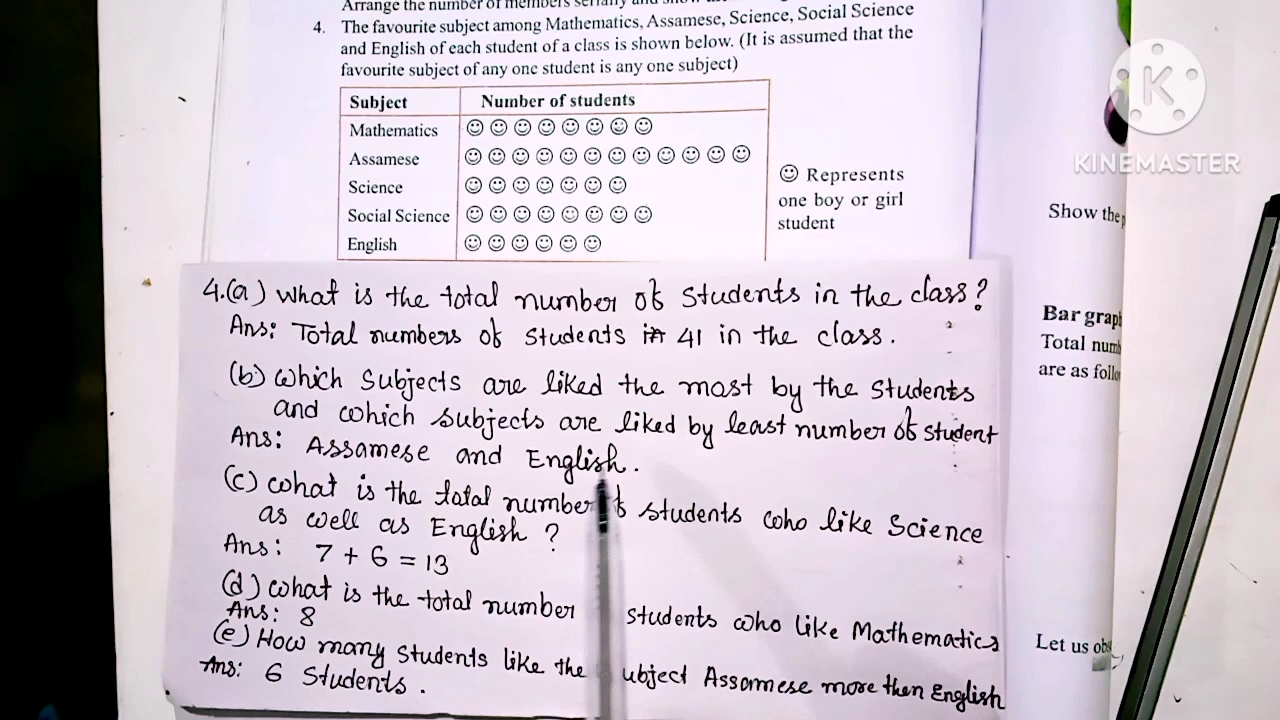 Arrange the number of members serially and show
4. The favourite subject among Mathematics, Assamese, Science, Social Science
and English of each student of a class is shown below. (It is assumed that the
favourite subject of any one student is any one subject)
Subject Number of students
Mathematics
Assamese
Science
Social Science
English
☺ Represents
one boy or girl
student
4.(a) What is the total number of students in the class?
Ans: Total numbers of students in 41 in the class.
(b) Which subjects are liked the most by the students
and which subjects are liked by least number of student
Ans: Assamese and English.
(c) What is the total number students who like Science
as well as English ?
Ans: 7 + 6 = 13
(d) What is the total number students who like Mathematics
Ans: 8
(e) How many students like the ubject Assamese more then English
Ans: 6 Students.
K
KINEMASTER
Show the
Bar grap
Total num
are as follo
Let us obs